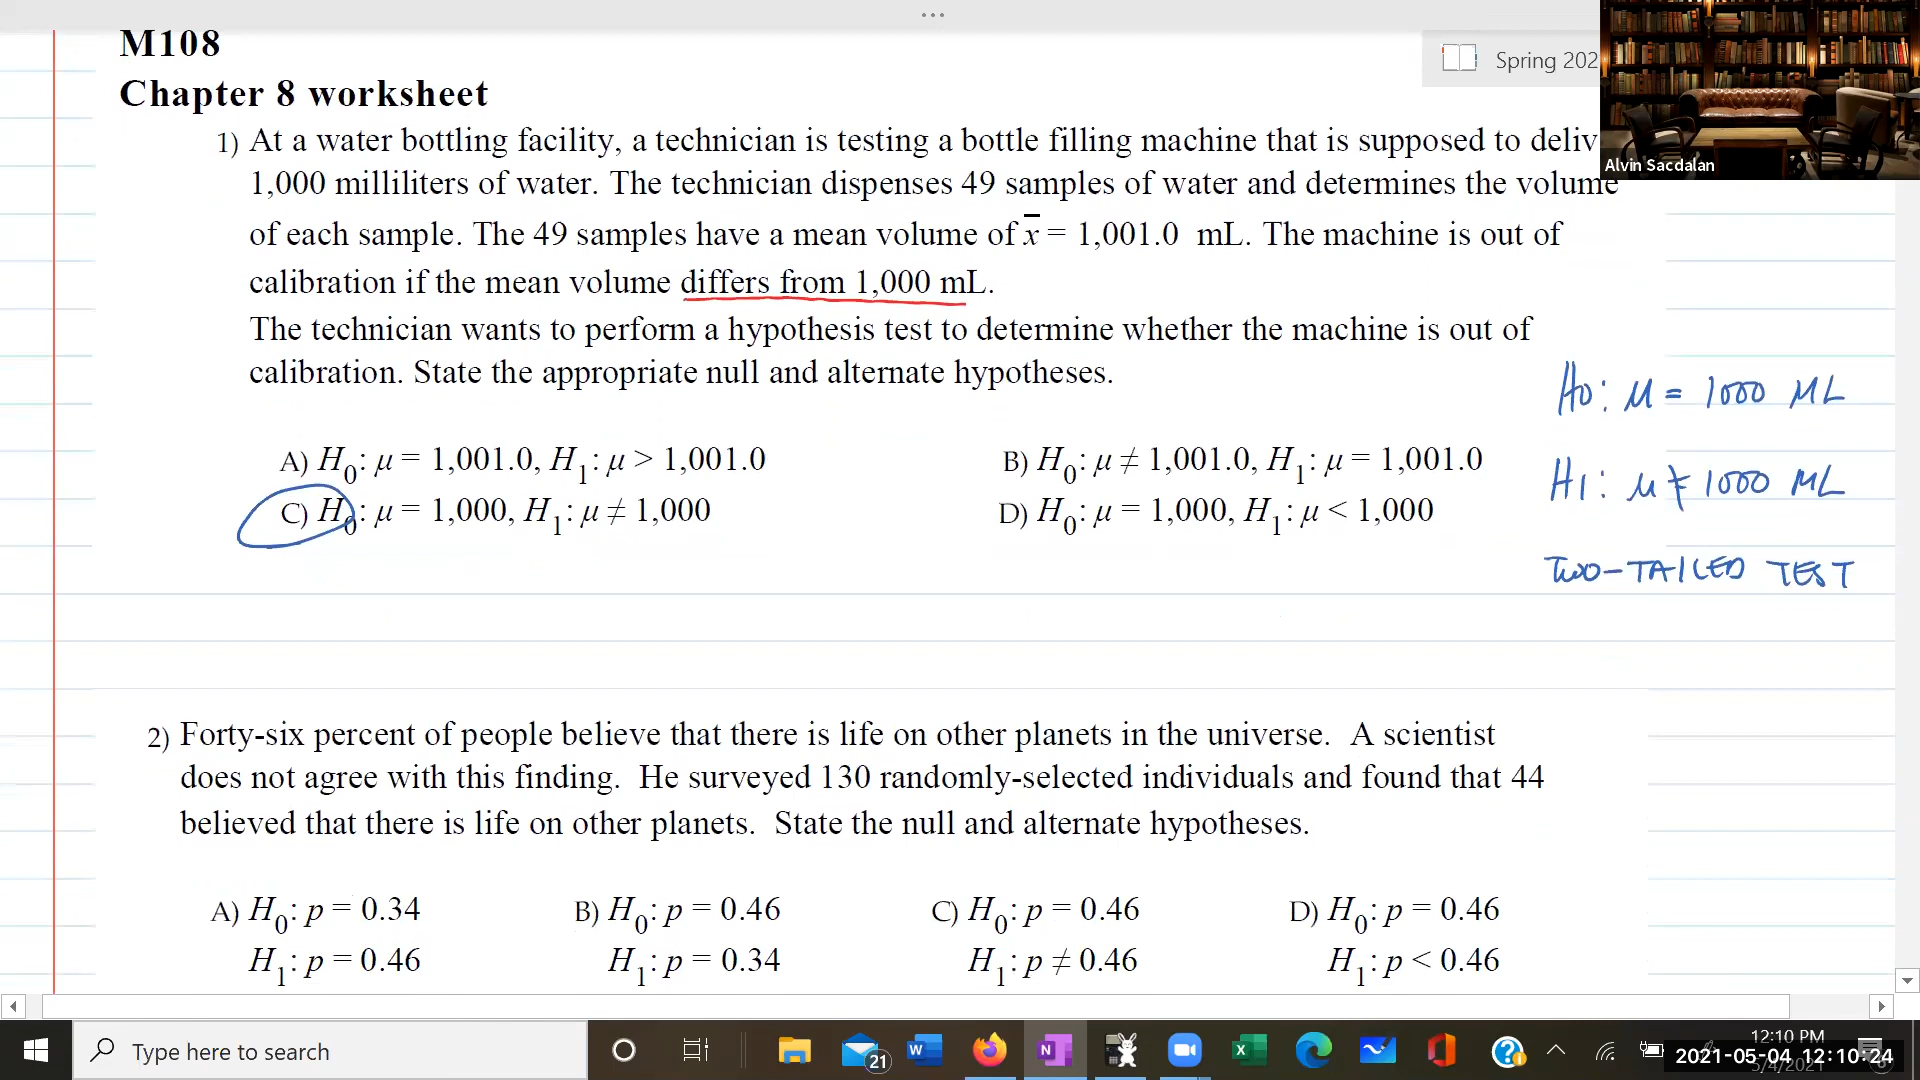 M108
Spring 202
Chapter 8 worksheet
1) At a water bottling facility, a technician is testing a bottle filling machine that is supposed to deliv
Alvin Sacdalan
1,000 milliliters of water. The technician dispenses 49 samples of water and determines the volume
of each sample. The 49 samples have a mean volume of x̄ = 1,001.0 mL. The machine is out of
calibration if the mean volume differs from 1,000 mL.
The technician wants to perform a hypothesis test to determine whether the machine is out of
calibration. State the appropriate null and alternate hypotheses.
H0: μ = 1000 ML
A) H0: μ = 1,001.0, H1: μ > 1,001.0
B) H0: μ ≠ 1,001.0, H1: μ = 1,001.0
H1: μ ≠ 1000 ML
C) H0: μ = 1,000, H1: μ ≠ 1,000
D) H0: μ = 1,000, H1: μ < 1,000
TWO-TAILED TEST
2) Forty-six percent of people believe that there is life on other planets in the universe. A scientist
does not agree with this finding. He surveyed 130 randomly-selected individuals and found that 44
believed that there is life on other planets. State the null and alternate hypotheses.
A) H0: p = 0.34
H1: p = 0.46
B) H0: p = 0.46
H1: p = 0.34
C) H0: p = 0.46
H1: p ≠ 0.46
D) H0: p = 0.46
H1: p < 0.46
Type here to search
21
12:10 PM
2021-05-04 12:10:24